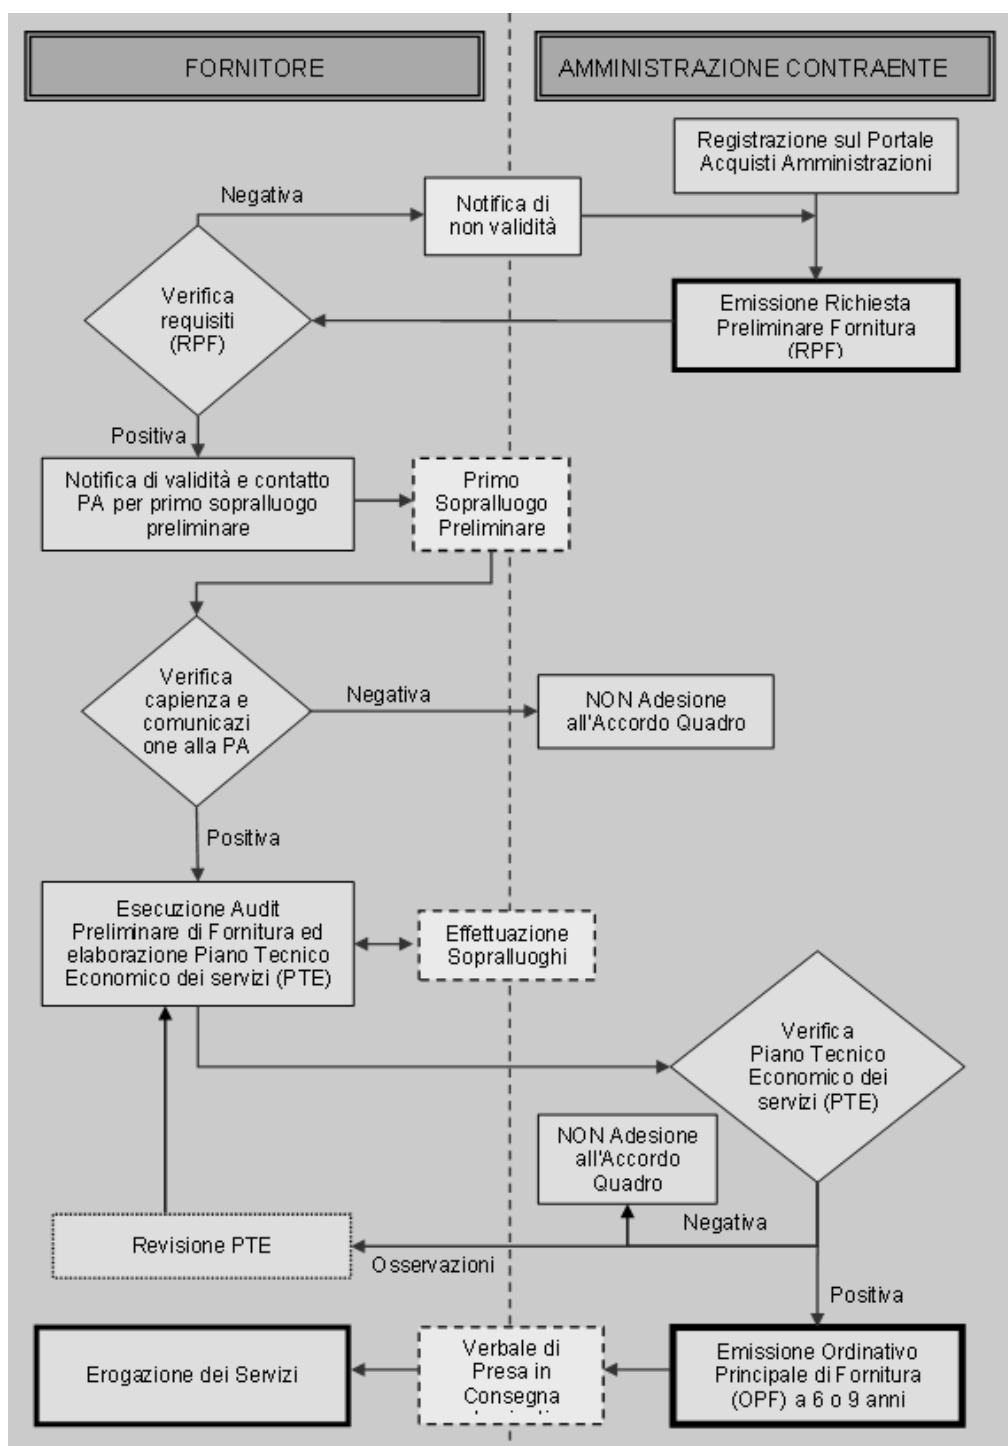 FORNITORE
AMMINISTRAZIONE CONTRAENTE
Registrazione sul Portale
Acquisti Amministrazioni
Negativa
Notifica di
non validità
Verifica
requisiti
(RPF)
Emissione Richiesta
Preliminare Fornitura
(RPF)
Positiva
Notifica di validità e contatto
PA per primo sopralluogo
preliminare
Primo
Sopralluogo
Preliminare
Verifica
capienza e
comunicazi
one alla PA
Negativa
NON Adesione
all'Accordo Quadro
Positiva
Esecuzione Audit
Preliminare di Fornitura ed
elaborazione Piano Tecnico
Economico dei servizi (PTE)
Effettuazione
Sopralluoghi
Verifica
Piano Tecnico
Economico dei
servizi (PTE)
NON Adesione
all'Accordo
Quadro
Negativa
Revisione PTE
Osservazioni
Positiva
Erogazione dei Servizi
Verbale di
Presa in
Consegna
Emissione Ordinativo
Principale di Fornitura
(OPF) a 6 o 9 anni